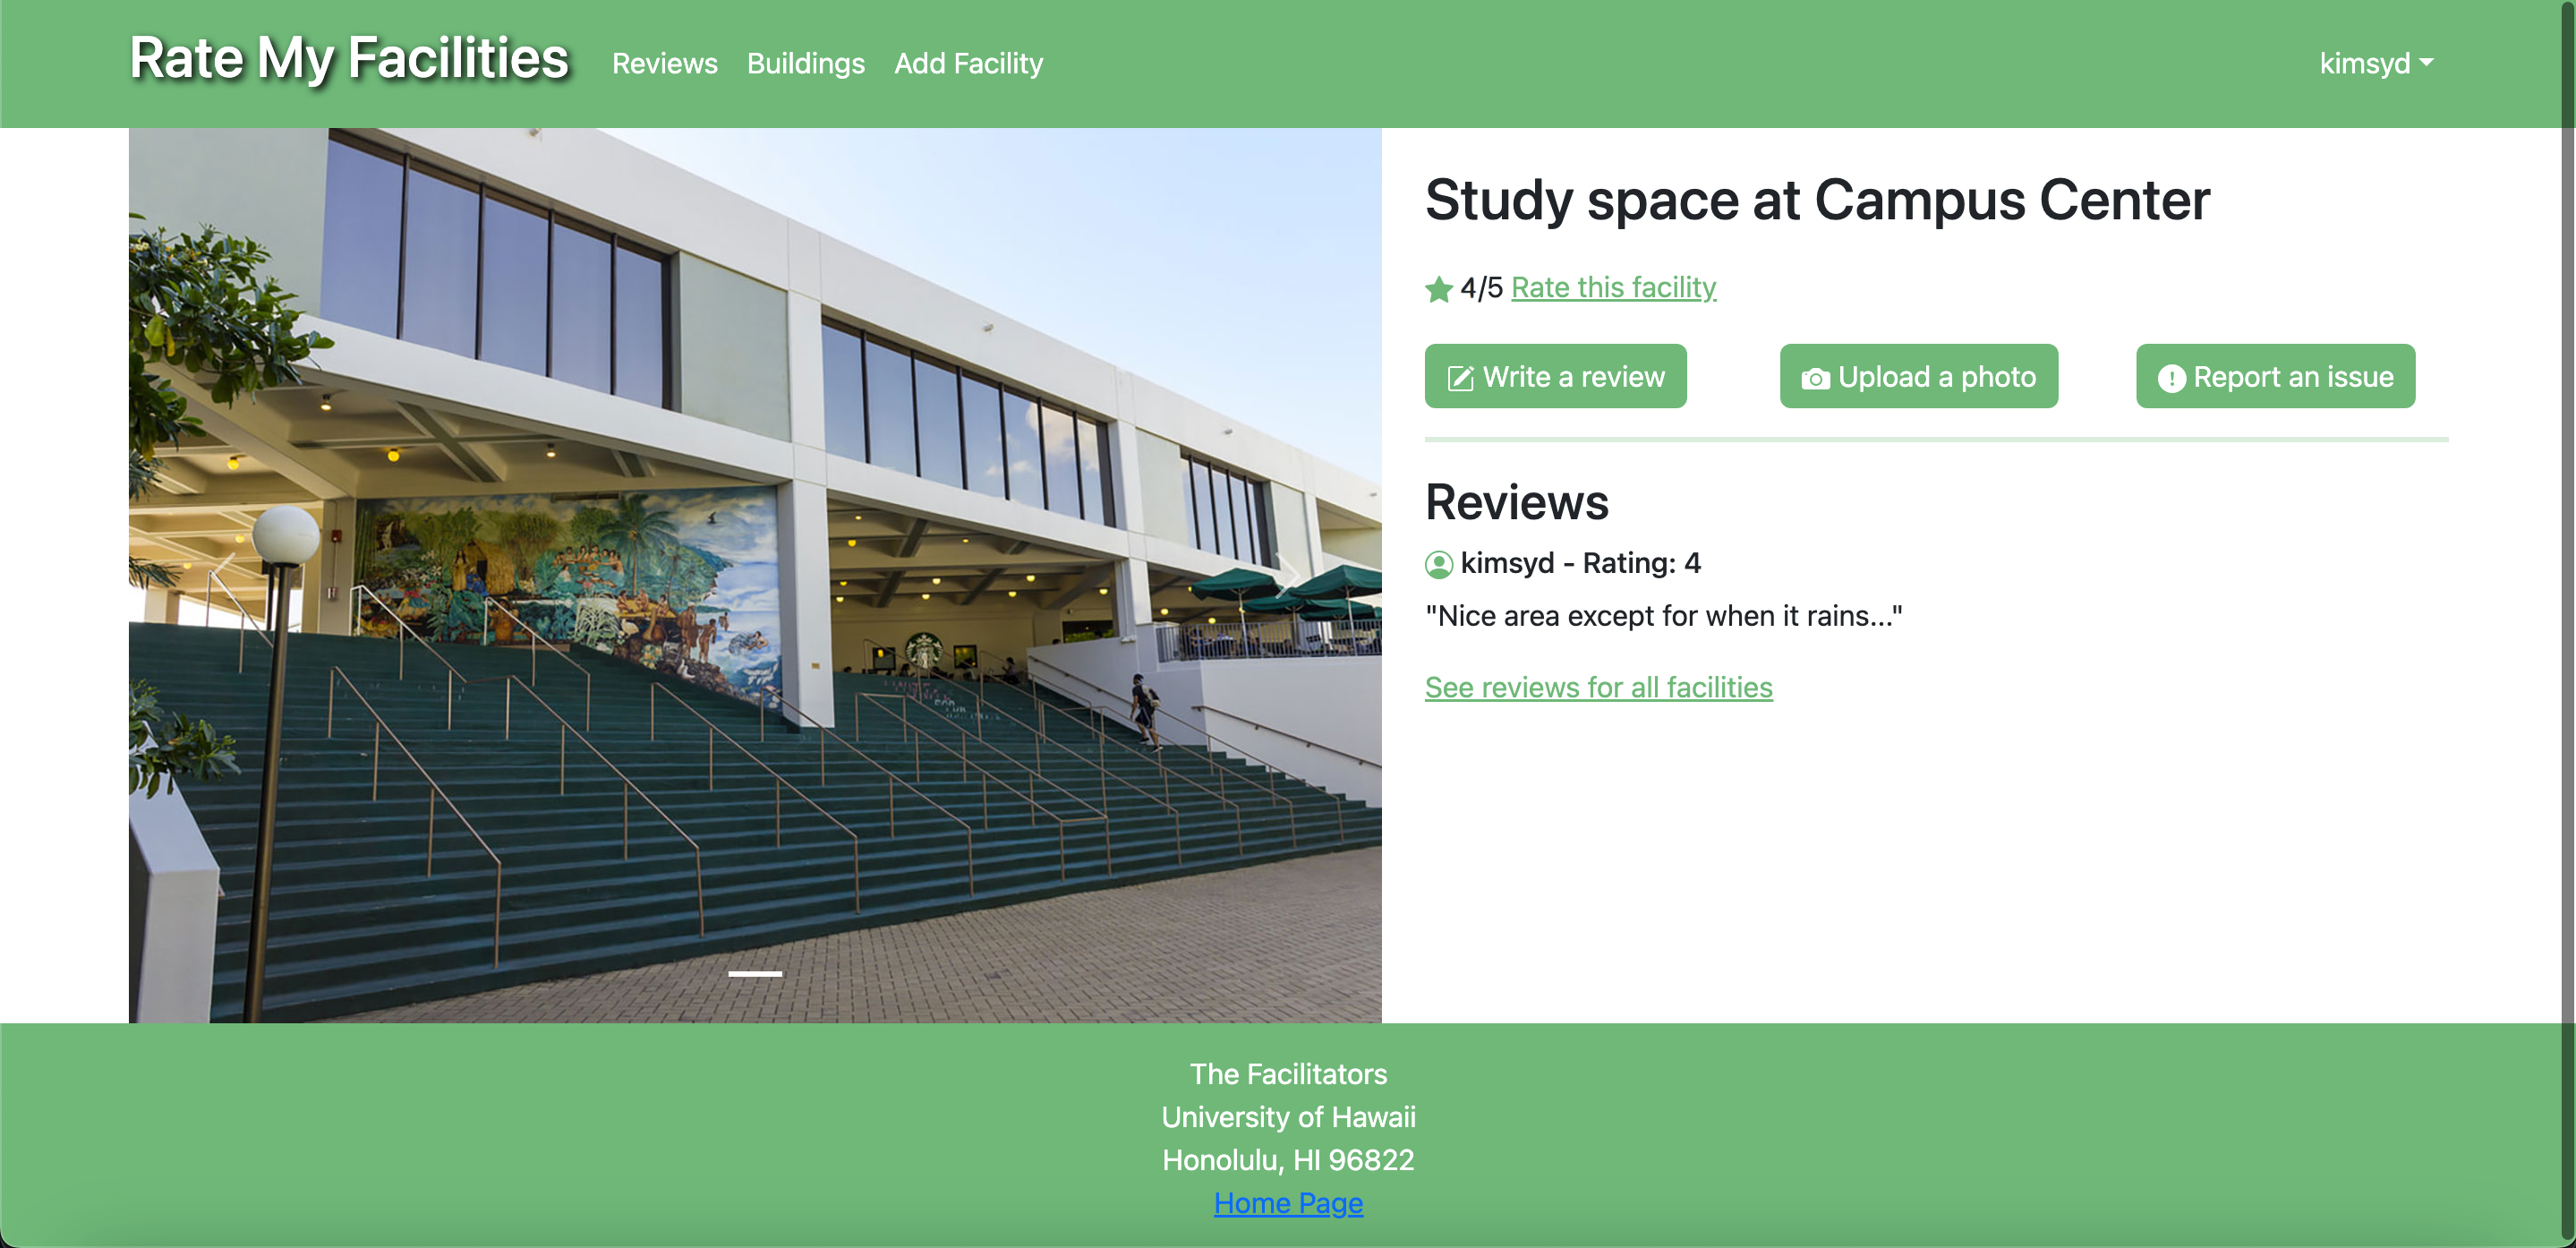 Rate My Facilities
Reviews
Buildings
Add Facility
kimsyd
Study space at Campus Center
4/5 Rate this facility
Write a review
Upload a photo
Report an issue
Reviews
kimsyd - Rating: 4
"Nice area except for when it rains..."
See reviews for all facilities
The Facilitators
University of Hawaii
Honolulu, HI 96822
Home Page